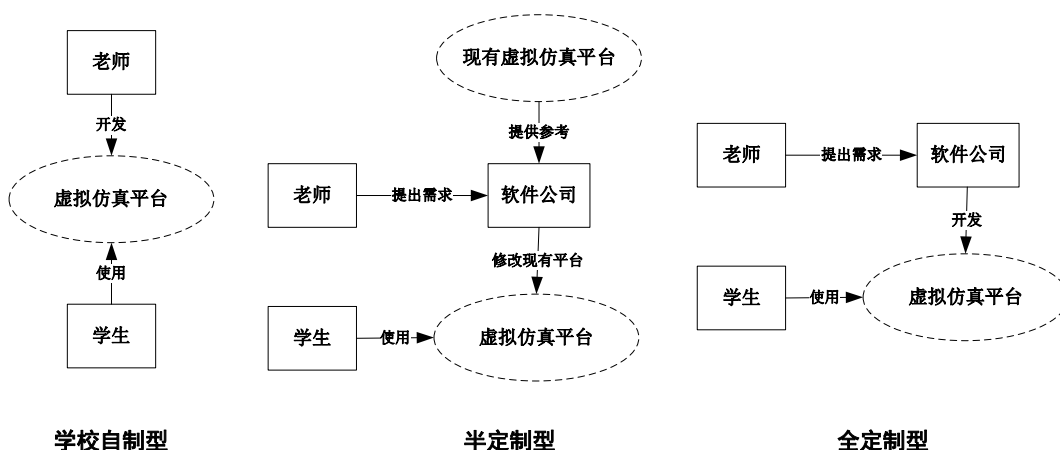 老师
开发
虚拟仿真平台
使用
学生
学校自制型
现有虚拟仿真平台
提供参考
老师
提出需求
软件公司
修改现有平台
学生
使用
虚拟仿真平台
半定制型
老师
提出需求
软件公司
开发
学生
使用
虚拟仿真平台
全定制型